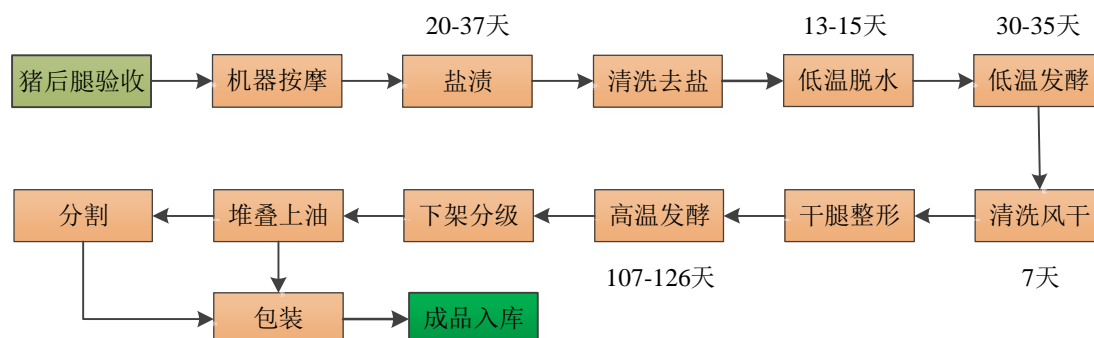 20-37天
13-15天
30-35天
猪后腿验收
机器按摩
盐渍
清洗去盐
低温脱水
低温发酵
分割
堆叠上油
下架分级
高温发酵
干腿整形
清洗风干
107-126天
7天
包装
成品入库